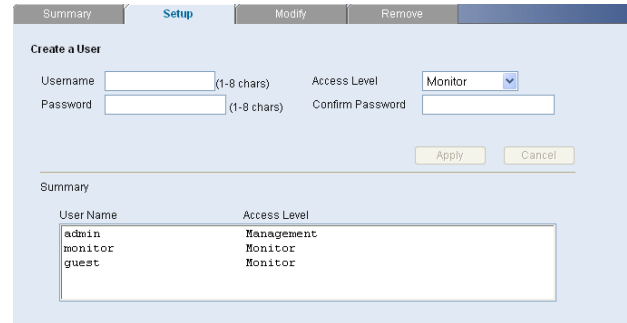 Summary Setup Modify Remove
Create a User
Username (1-8 chars) Access Level Monitor
Password (1-8 chars) Confirm Password
Apply Cancel
Summary
User Name Access Level
admin Management
monitor Monitor
guest Monitor